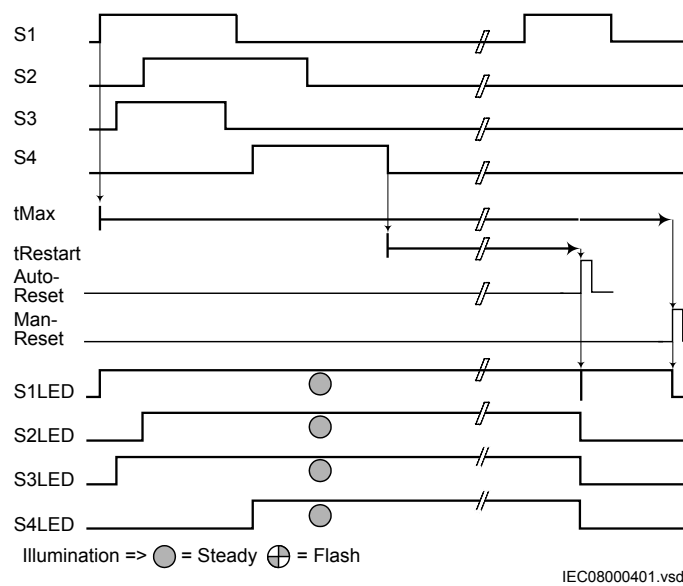 S1
S2
S3
S4
tMax
tRestart
Auto-
Reset
Man-
Reset
S1LED
S2LED
S3LED
S4LED
Illumination => = Steady = Flash
IEC08000401.vsd